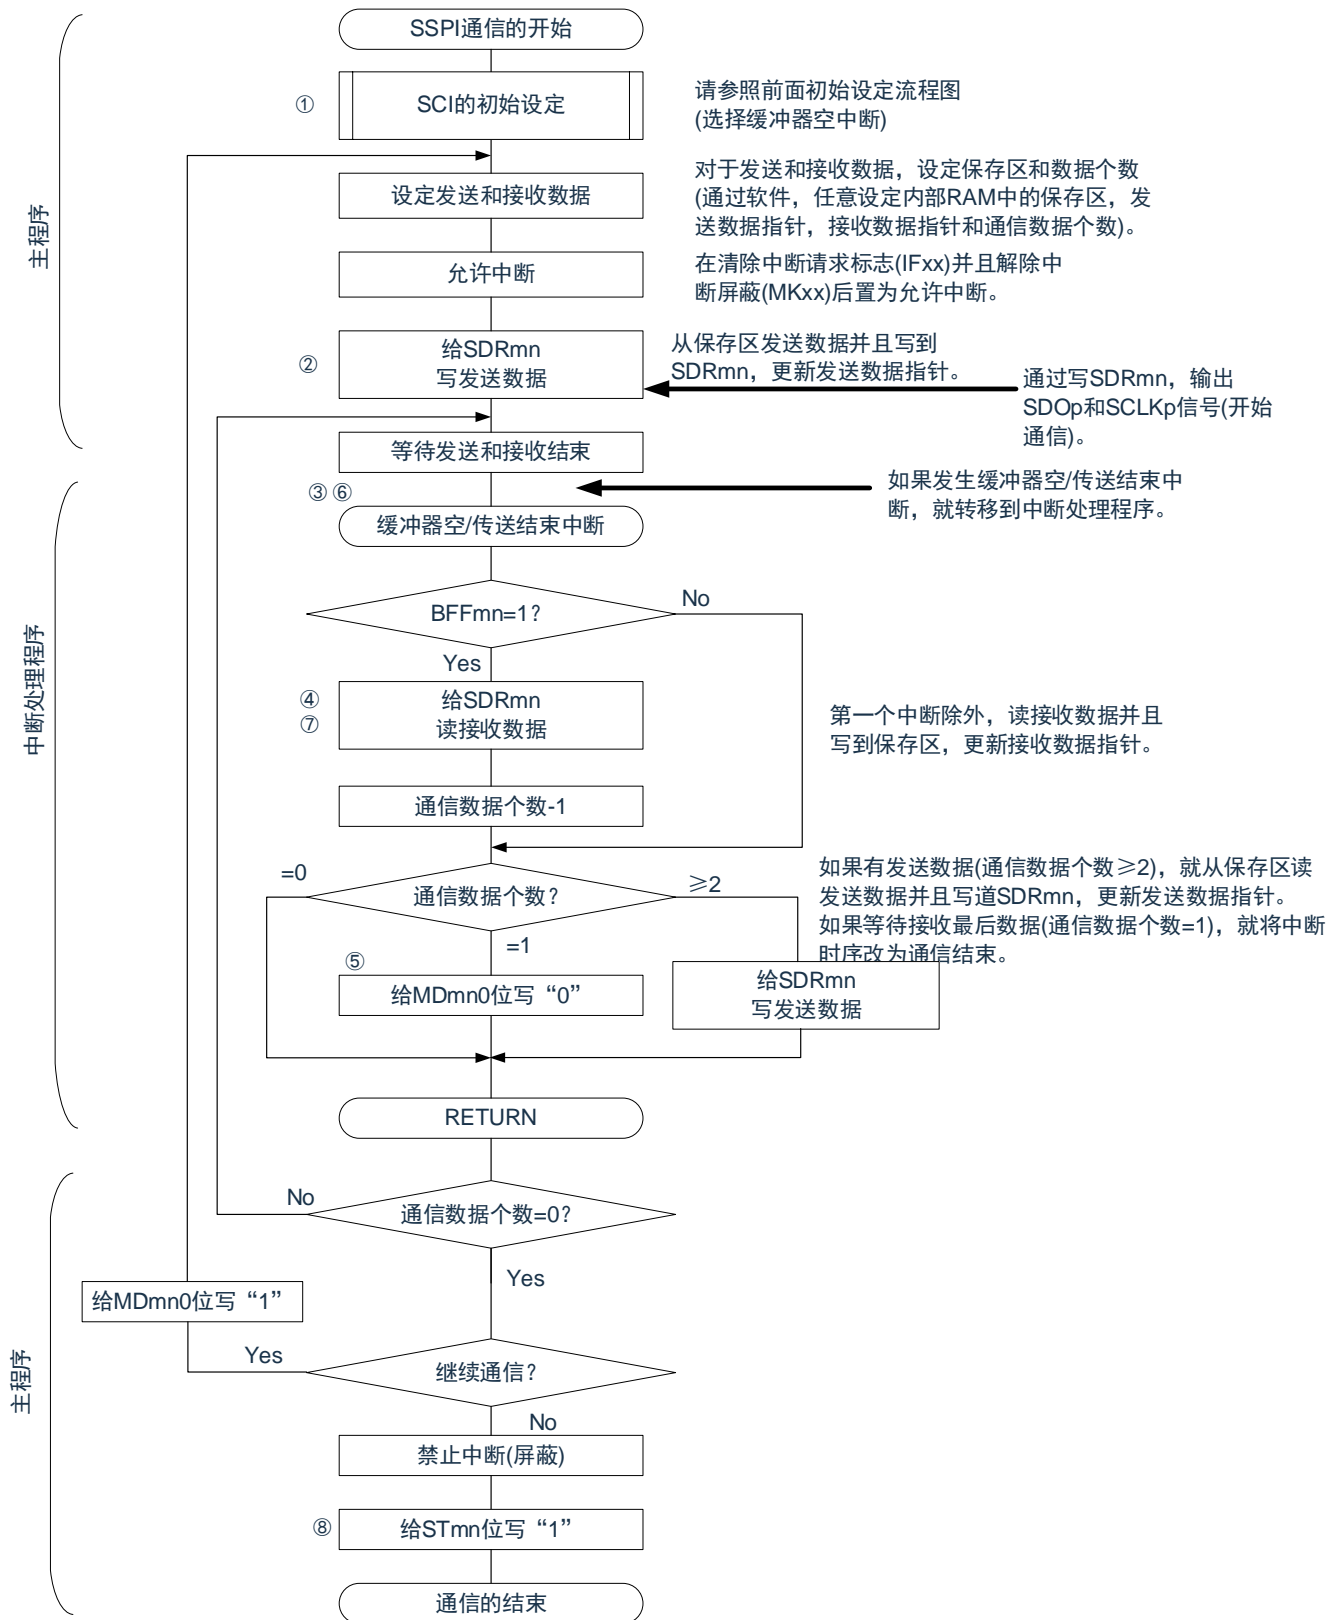 SSPI通信的开始
①
SCI的初始设定
请参照前面初始设定流程图
(选择缓冲器空中断)
主程序
设定发送和接收数据
对于发送和接收数据，设定保存区和数据个数
(通过软件，任意设定内部RAM中的保存区，发
送数据指针，接收数据指针和通信数据个数)。
允许中断
在清除中断请求标志(IFxx)并且解除中
断屏蔽(MKxx)后置为允许中断。
②
给SDRmn
写发送数据
从保存区发送数据并且写到
SDRmn，更新发送数据指针。
通过写SDRmn，输出
SDOp和SCLKp信号(开始
通信)。
等待发送和接收结束
③⑥
如果发生缓冲器空/传送结束中
断，就转移到中断处理程序。
缓冲器空/传送结束中断
中断处理程序
BFFmn=1?
No
Yes
④
⑦
给SDRmn
读接收数据
第一个中断除外，读接收数据并且
写到保存区，更新接收数据指针。
通信数据个数-1
=0
通信数据个数?
≥2
=1
如果有发送数据(通信数据个数≥2)，就从保存区读
发送数据并且写道SDRmn，更新发送数据指针。
如果等待接收最后数据(通信数据个数=1)，就将中断
时序改为通信结束。
⑤
给MDmn0位写“0”
给SDRmn
写发送数据
RETURN
No
通信数据个数=0?
Yes
给MDmn0位写“1”
主程序
Yes
继续通信?
No
禁止中断(屏蔽)
⑧
给STmn位写“1”
通信的结束